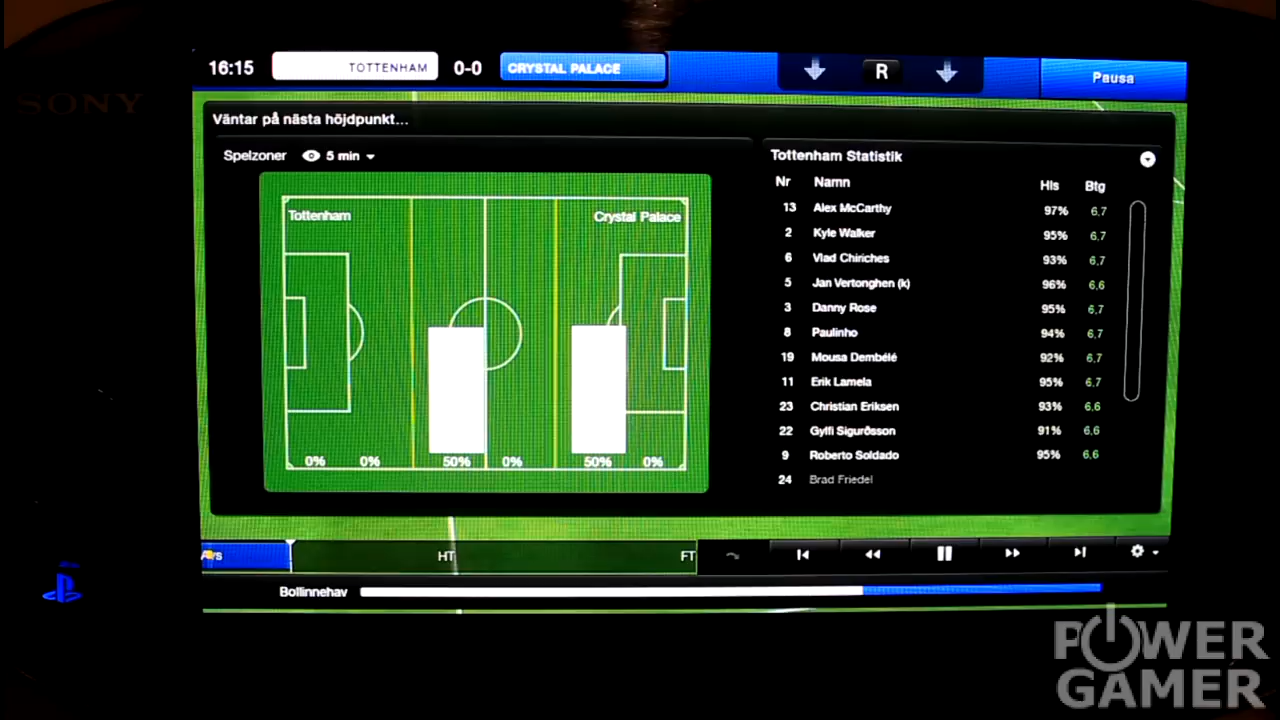 16:15 TOTTENHAM 0-0 CRYSTAL PALACE R Pausa
SONY
Väntar på nästa höjdpunkt...
Spelzoner 5 min
Tottenham Crystal Palace
0% 0% 50% 0% 50% 0%
Tottenham Statistik
Nr Namn Hls Btg
13 Alex McCarthy 97% 6,7
2 Kyle Walker 95% 6,7
6 Vlad Chiriches 93% 6,7
5 Jan Vertonghen (k) 96% 6,6
3 Danny Rose 95% 6,7
8 Paulinho 94% 6,7
19 Mousa Dembélé 92% 6,7
11 Erik Lamela 95% 6,7
23 Christian Eriksen 93% 6,6
22 Gylfi Sigurðsson 91% 6,6
9 Roberto Soldado 95% 6,6
24 Brad Friedel
Avs HT FT
Bollinnehav
POWER
GAMER